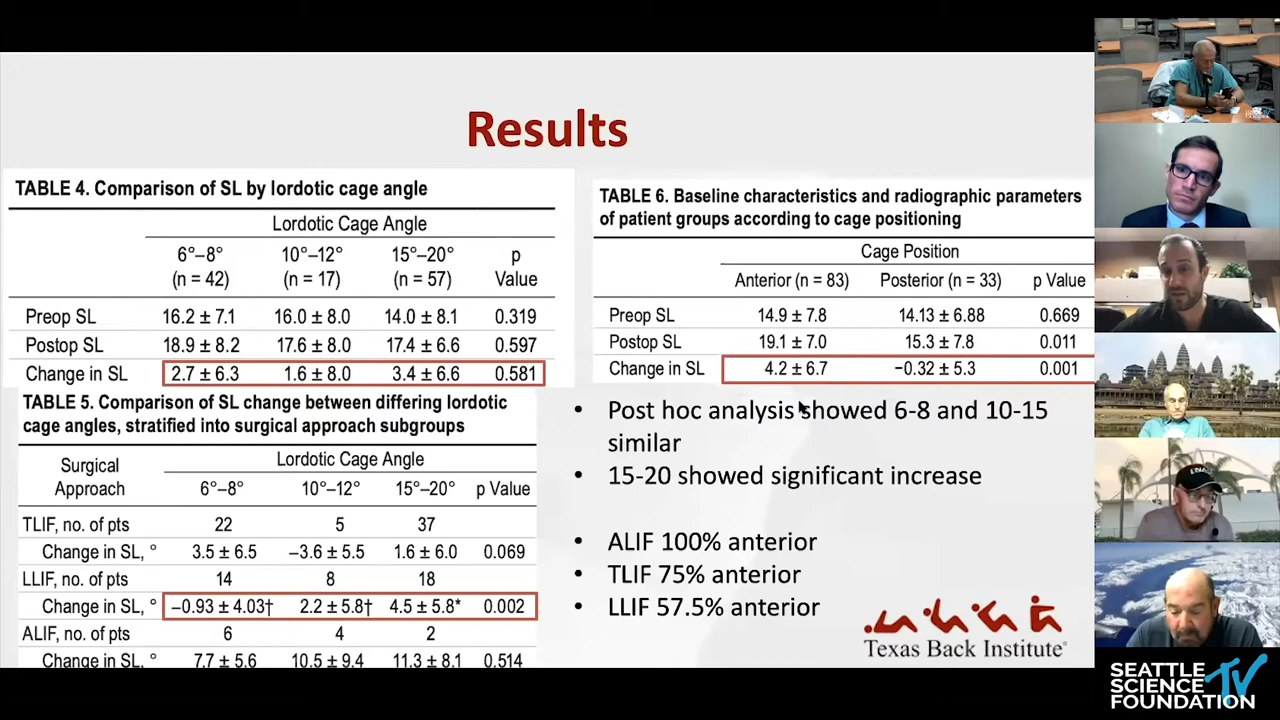 Results
TABLE 4. Comparison of SL by lordotic cage angle
Lordotic Cage Angle
6°–8° 10°–12° 15°–20° p
(n = 42) (n = 17) (n = 57) Value
Preop SL 16.2 ± 7.1 16.0 ± 8.0 14.0 ± 8.1 0.319
Postop SL 18.9 ± 8.2 17.6 ± 8.0 17.4 ± 6.6 0.597
Change in SL 2.7 ± 6.3 1.6 ± 8.0 3.4 ± 6.6 0.581
TABLE 5. Comparison of SL change between differing lordotic
cage angles, stratified into surgical approach subgroups
Surgical Lordotic Cage Angle
Approach 6°–8° 10°–12° 15°–20° p Value
TLIF, no. of pts 22 5 37
Change in SL, ° 3.5 ± 6.5 −3.6 ± 5.5 1.6 ± 6.0 0.069
LLIF, no. of pts 14 8 18
Change in SL, ° −0.93 ± 4.03† 2.2 ± 5.8† 4.5 ± 5.8* 0.002
ALIF, no. of pts 6 4 2
Change in SL, ° 7.7 ± 5.6 10.5 ± 9.4 11.3 ± 8.1 0.514
TABLE 6. Baseline characteristics and radiographic parameters
of patient groups according to cage positioning
Cage Position
Anterior (n = 83) Posterior (n = 33) p Value
Preop SL 14.9 ± 7.8 14.13 ± 6.88 0.669
Postop SL 19.1 ± 7.0 15.3 ± 7.8 0.011
Change in SL 4.2 ± 6.7 −0.32 ± 5.3 0.001
• Post hoc analysis showed 6-8 and 10-15
similar
• 15-20 showed significant increase
• ALIF 100% anterior
• TLIF 75% anterior
• LLIF 57.5% anterior
Texas Back Institute®
SEATTLE
SCIENCE TV
FOUNDATION